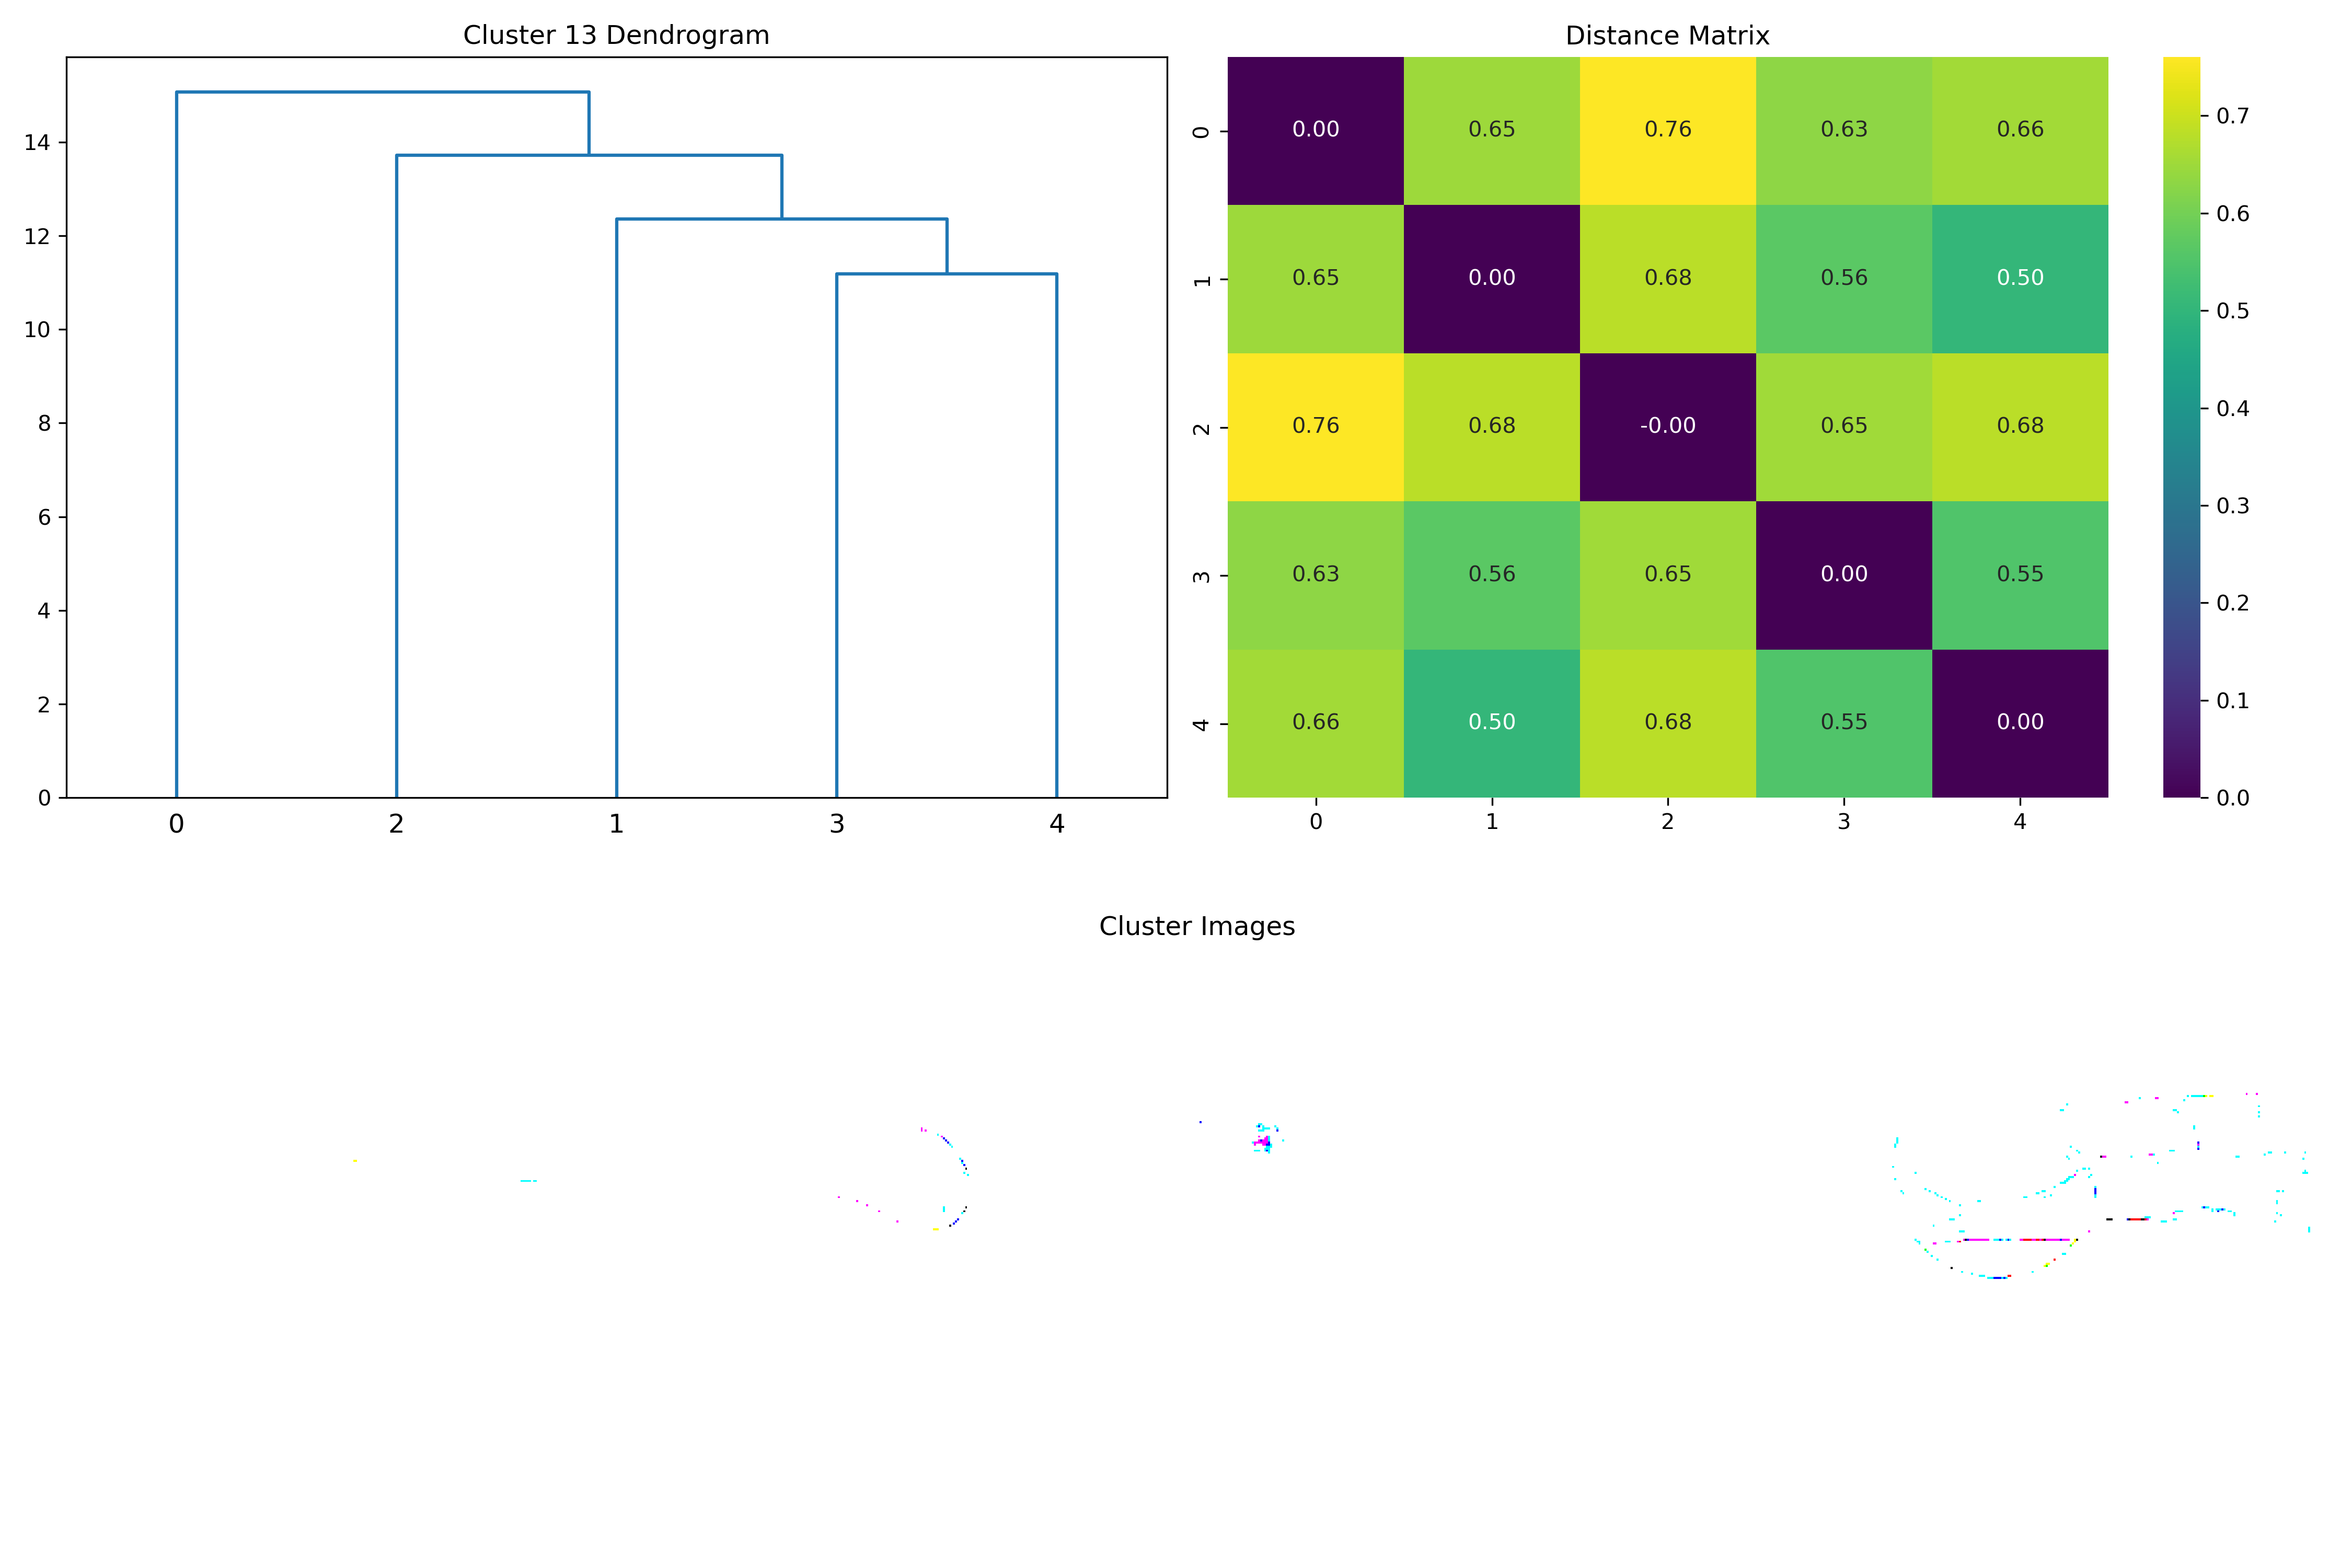 Cluster 13 Dendrogram
14
12
10
8
6
4
2
0
0 2 1 3 4
Distance Matrix
0 0.00 0.65 0.76 0.63 0.66
1 0.65 0.00 0.68 0.56 0.50
2 0.76 0.68 -0.00 0.65 0.68
3 0.63 0.56 0.65 0.00 0.55
4 0.66 0.50 0.68 0.55 0.00
0 1 2 3 4
0.7
0.6
0.5
0.4
0.3
0.2
0.1
0.0
Cluster Images